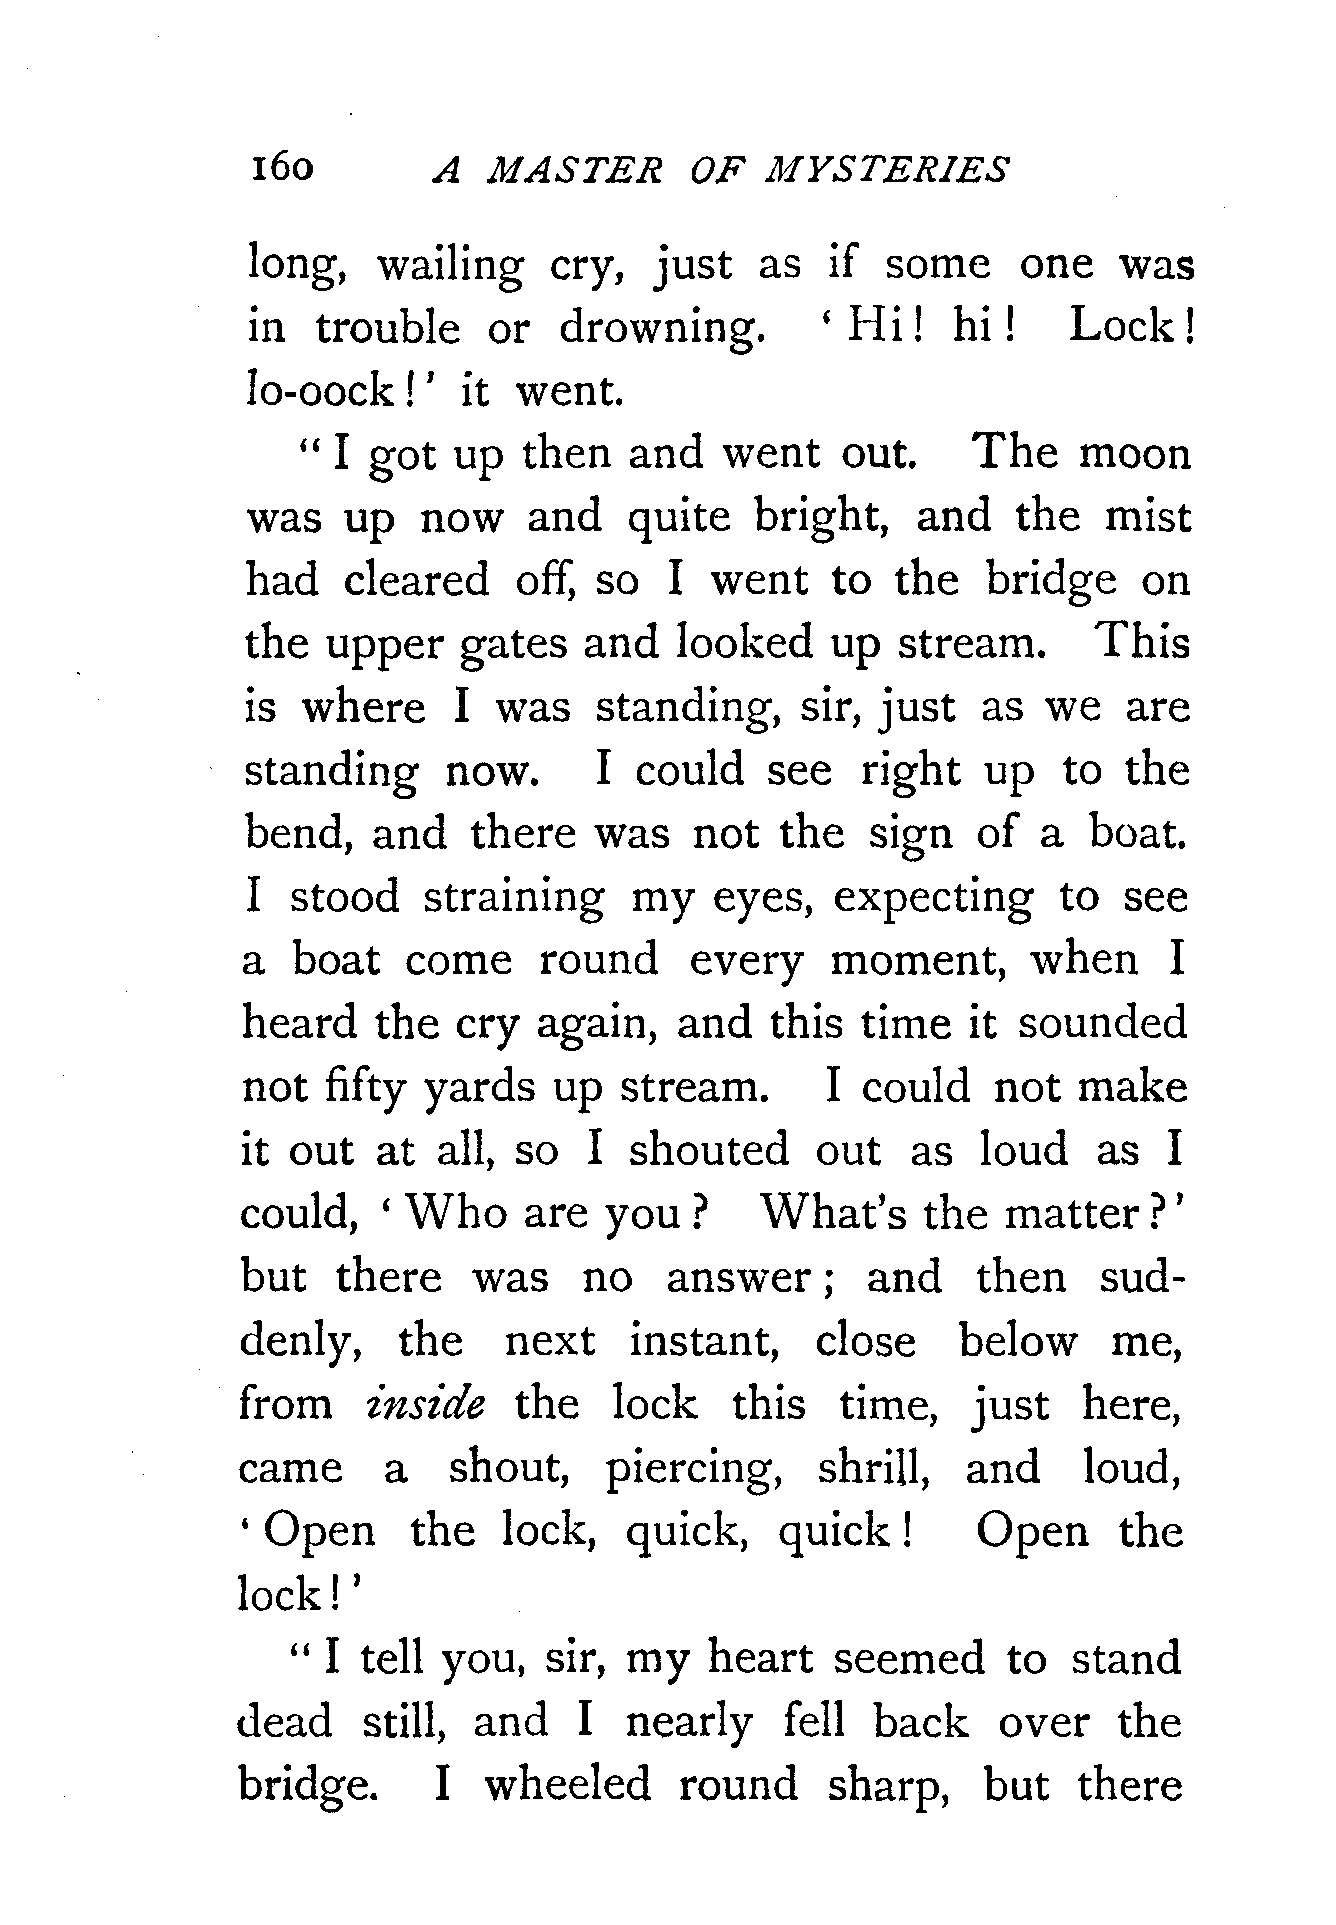 160 A MASTER OF MYSTERIES
long, wailing cry, just as if some one was
in trouble or drowning. ‘Hi! hi! Lock!
lo-oock!’ it went.
“I got up then and went out. The moon
was up now and quite bright, and the mist
had cleared off, so I went to the bridge on
the upper gates and looked up stream. This
is where I was standing, sir, just as we are
standing now. I could see right up to the
bend, and there was not the sign of a boat.
I stood straining my eyes, expecting to see
a boat come round every moment, when I
heard the cry again, and this time it sounded
not fifty yards up stream. I could not make
it out at all, so I shouted out as loud as I
could, ‘Who are you? What's the matter?’
but there was no answer; and then sud-
denly, the next instant, close below me,
from inside the lock this time, just here,
came a shout, piercing, shrill, and loud,
‘Open the lock, quick, quick! Open the
lock!’
“I tell you, sir, my heart seemed to stand
dead still, and I nearly fell back over the
bridge. I wheeled round sharp, but there